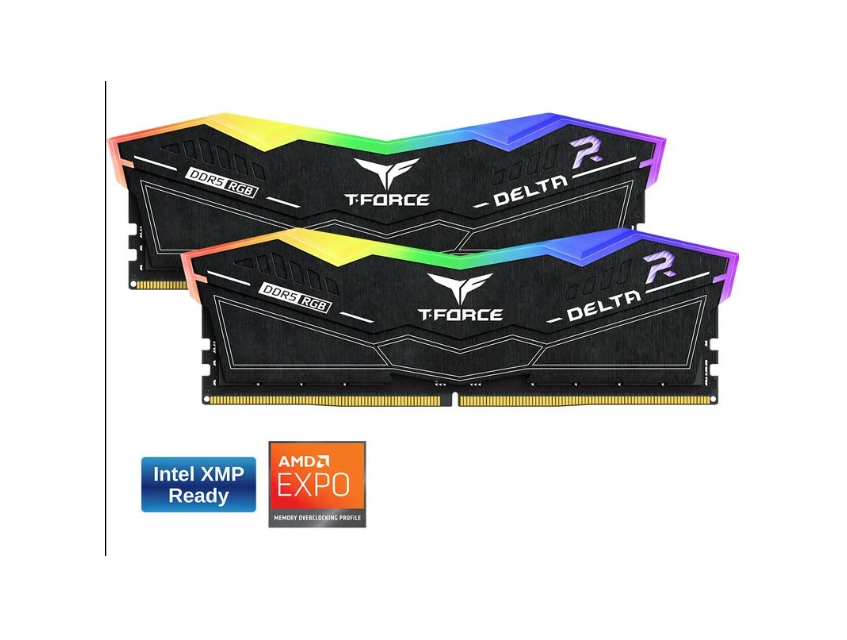 DDR5 RGB
T-FORCE
DELTA R
DDR5 RGB
T-FORCE
DELTA R
Intel XMP
Ready
AMD
EXPO
MEMORY OVERCLOCKING PROFILE